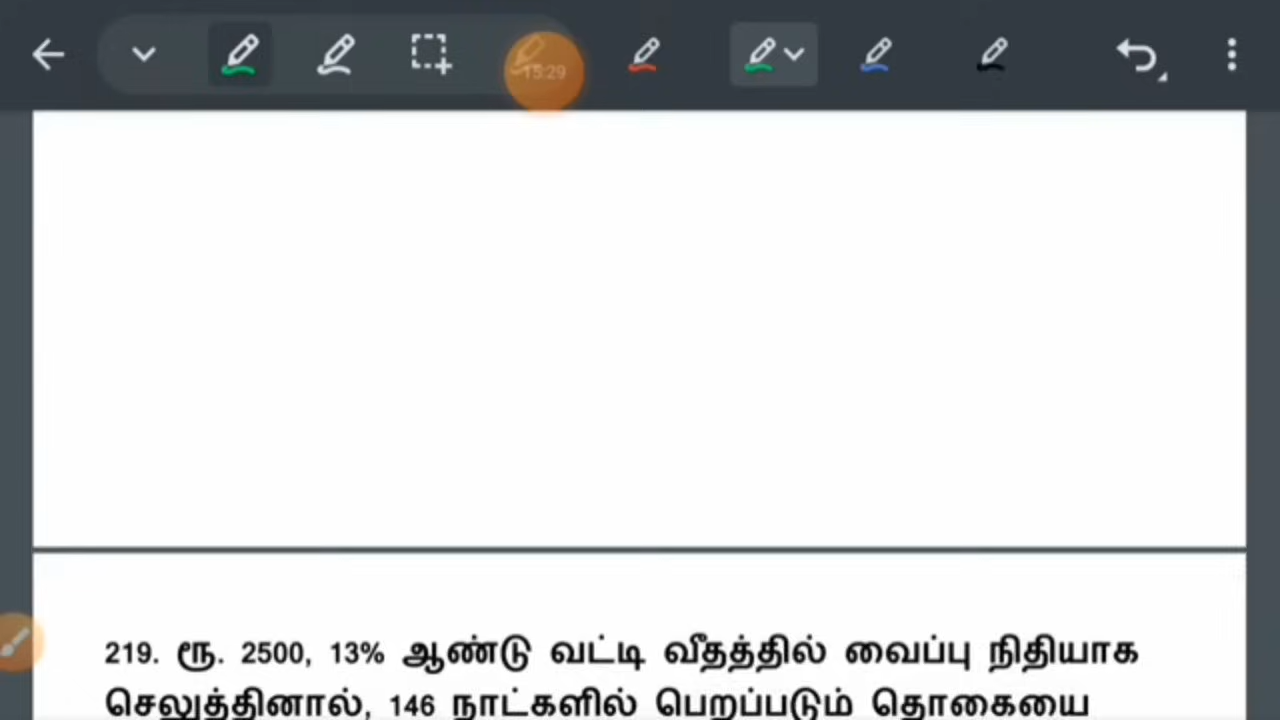 15:29
219. ரூ. 2500, 13% ஆண்டு வட்டி வீதத்தில் வைப்பு நிதியாக
செலுத்தினால், 146 நாட்களில் பெறப்படும் தொகையை